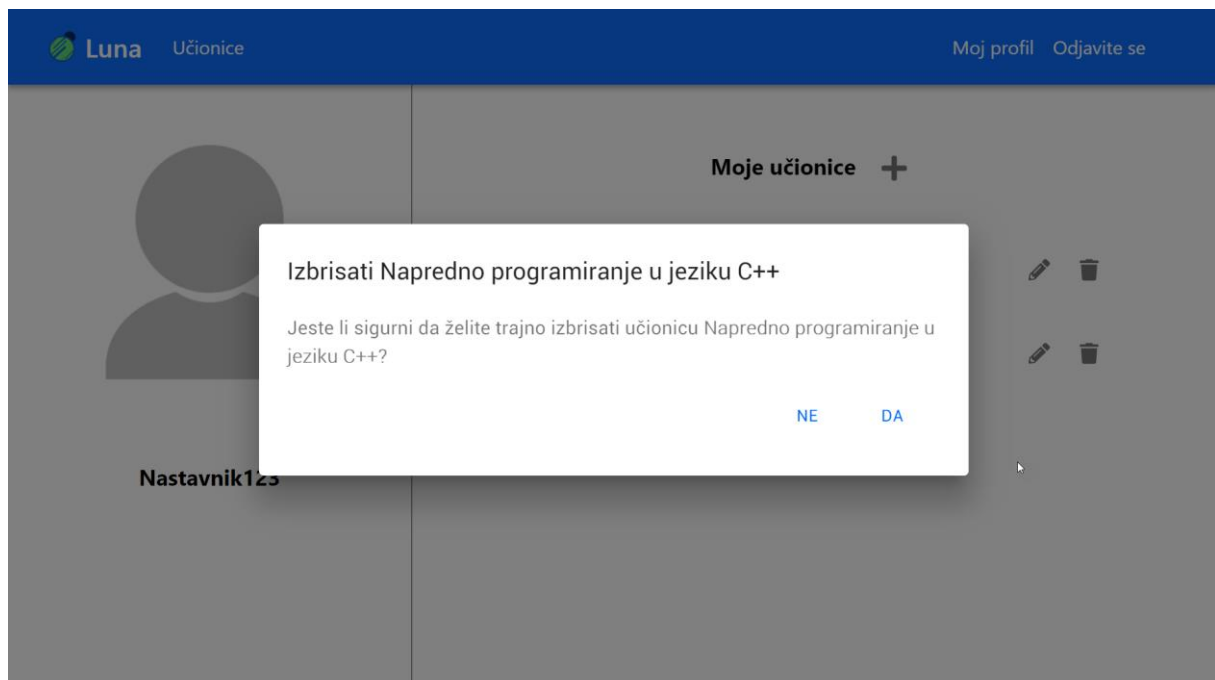 Luna Učionice Moj profil Odjavite se
Moje učionice
Izbrisati Napredno programiranje u jeziku C++
Jeste li sigurni da želite trajno izbrisati učionicu Napredno programiranje u
jeziku C++?
NE DA
Nastavnik123